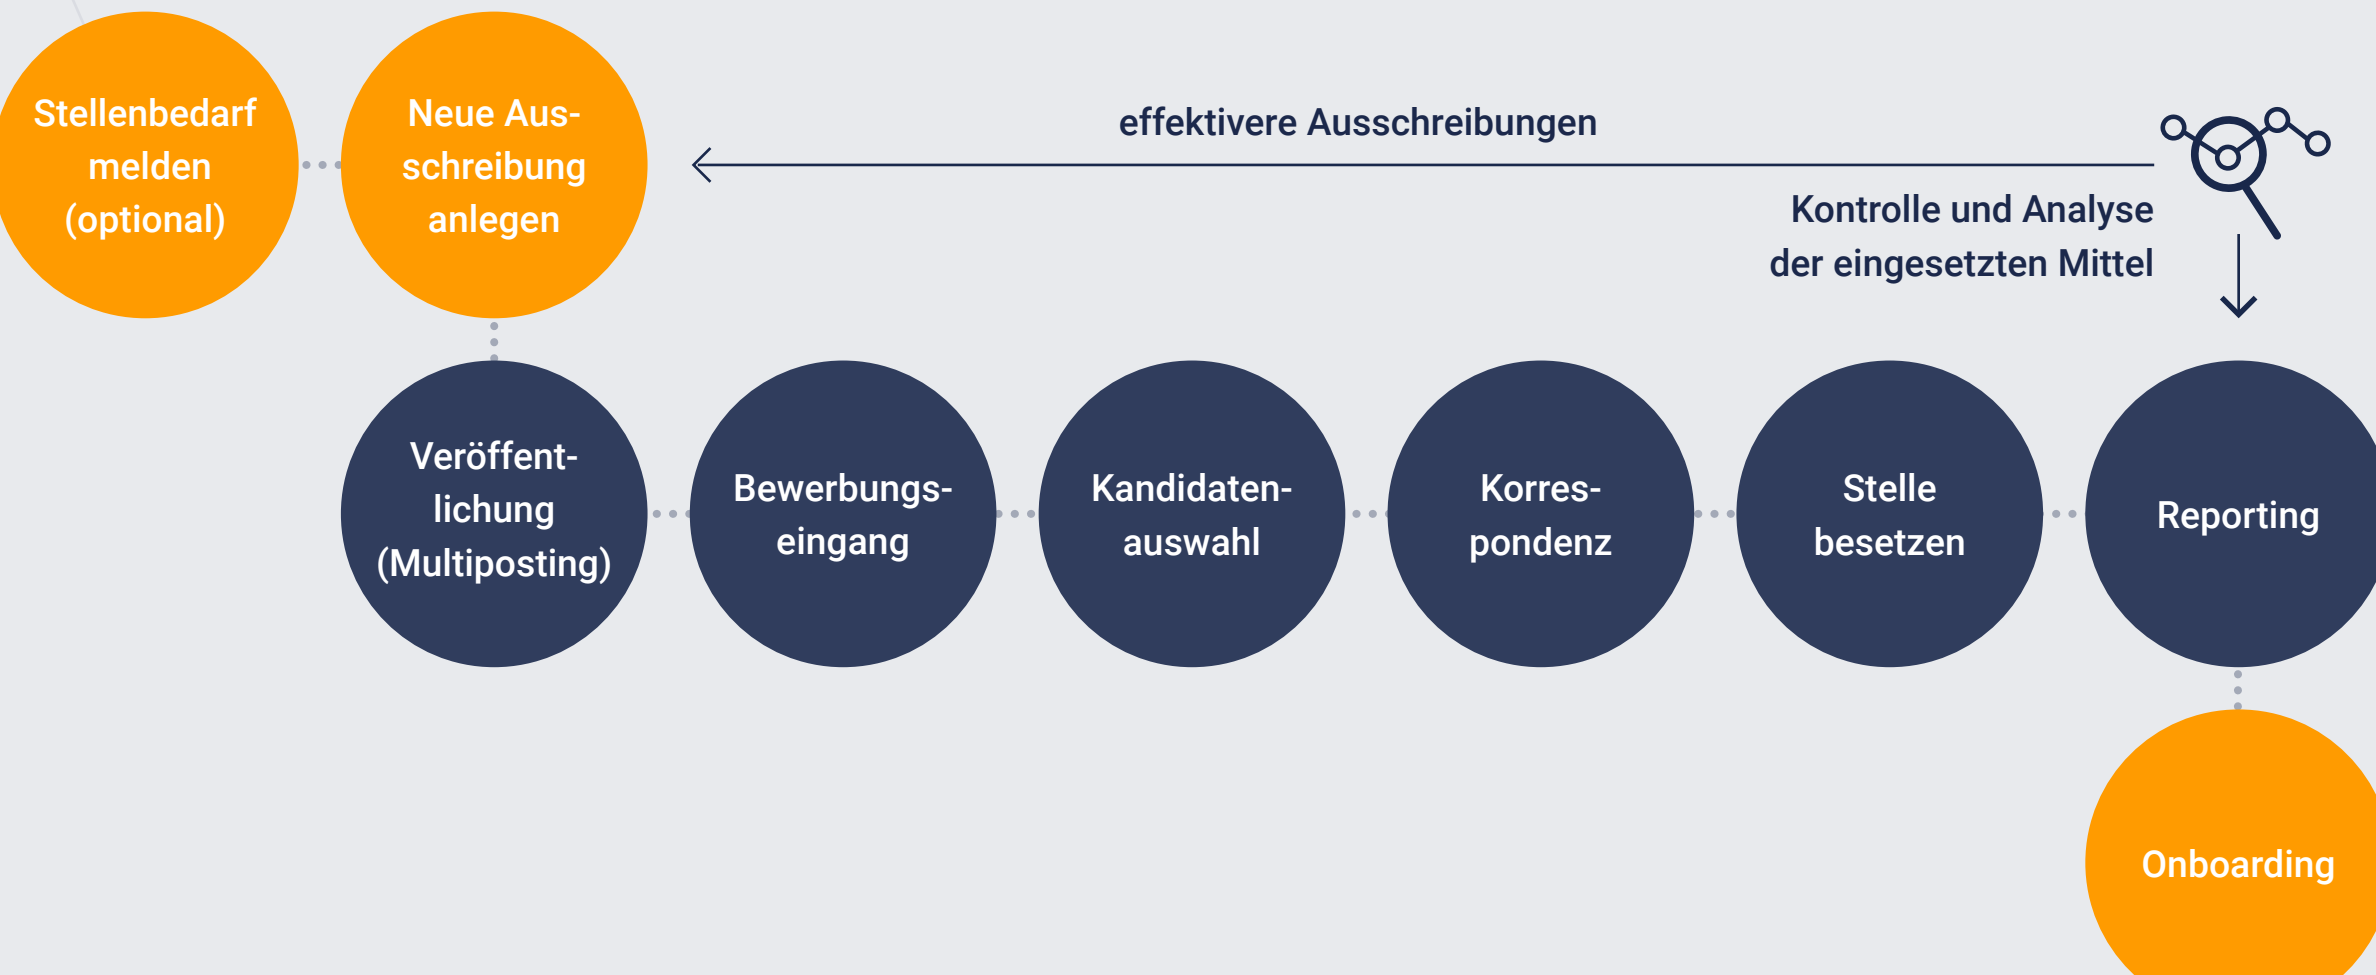 Stellenbedarf
melden
(optional)
Neue Aus-
schreibung
anlegen
effektivere Ausschreibungen
Kontrolle und Analyse
der eingesetzten Mittel
Veröffent-
lichung
(Multiposting)
Bewerbungs-
eingang
Kandidaten-
auswahl
Korres-
pondenz
Stelle
besetzen
Reporting
Onboarding